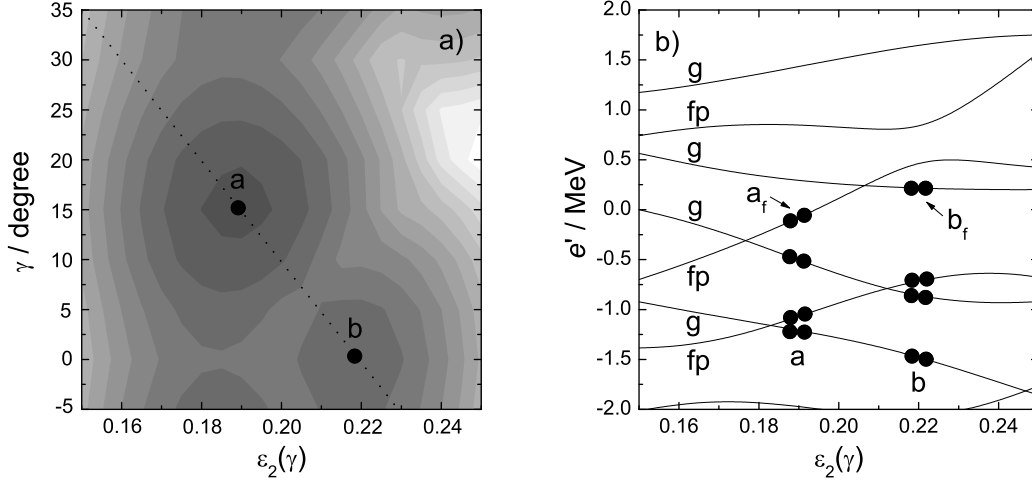 a)
γ / degree
35
30
25
20
15
10
5
0
-5
a
b
0.16 0.18 0.20 0.22 0.24
ε2(γ)
b)
e' / MeV
2.0
1.5
1.0
0.5
0.0
-0.5
-1.0
-1.5
-2.0
g
fp
g
g
fp
g
fp
af
bf
a
b
0.16 0.18 0.20 0.22 0.24
ε2(γ)